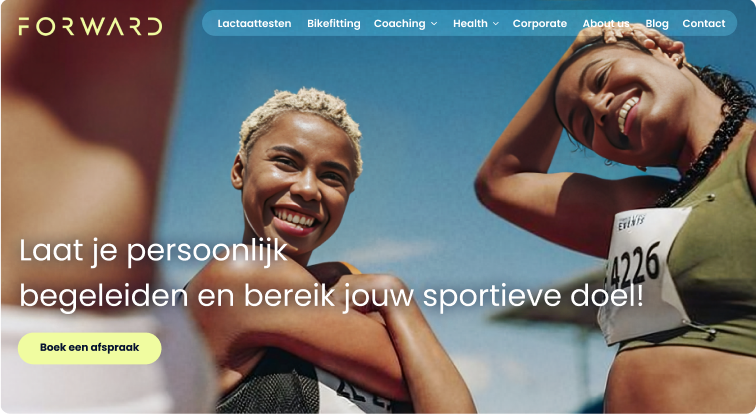 FORWARD
Lactaattesten Bikefitting Coaching Health Corporate About us Blog Contact
EVENTS
4226
Laat je persoonlijk
begeleiden en bereik jouw sportieve doel!
Boek een afspraak